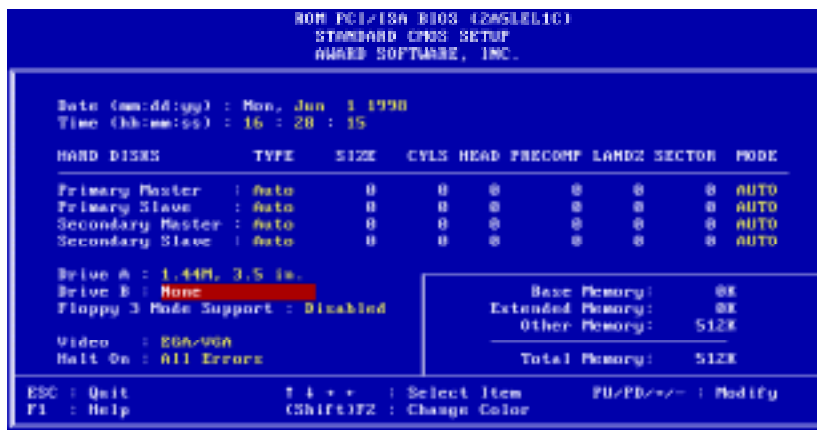 ROM PCI/ISA BIOS (2A5LEL1C)
STANDARD CMOS SETUP
AWARD SOFTWARE, INC.
Date (mm:dd:yy) : Mon, Jun 1 1998
Time (hh:mm:ss) : 16 : 28 : 15
HARD DISKS TYPE SIZE CYLS HEAD PRECOMP LANDZ SECTOR MODE
Primary Master : Auto 0 0 0 0 0 0 AUTO
Primary Slave : Auto 0 0 0 0 0 0 AUTO
Secondary Master : Auto 0 0 0 0 0 0 AUTO
Secondary Slave : Auto 0 0 0 0 0 0 AUTO
Drive A : 1.44M, 3.5 in.
Drive B : None
Floppy 3 Mode Support : Disabled
Video : EGA/VGA
Halt On : All Errors
Base Memory: 0K
Extended Memory: 0K
Other Memory: 512K
Total Memory: 512K
ESC : Quit ↑ ↓ → ← : Select Item PU/PD/+/- : Modify
F1 : Help (Shift)F2 : Change Color